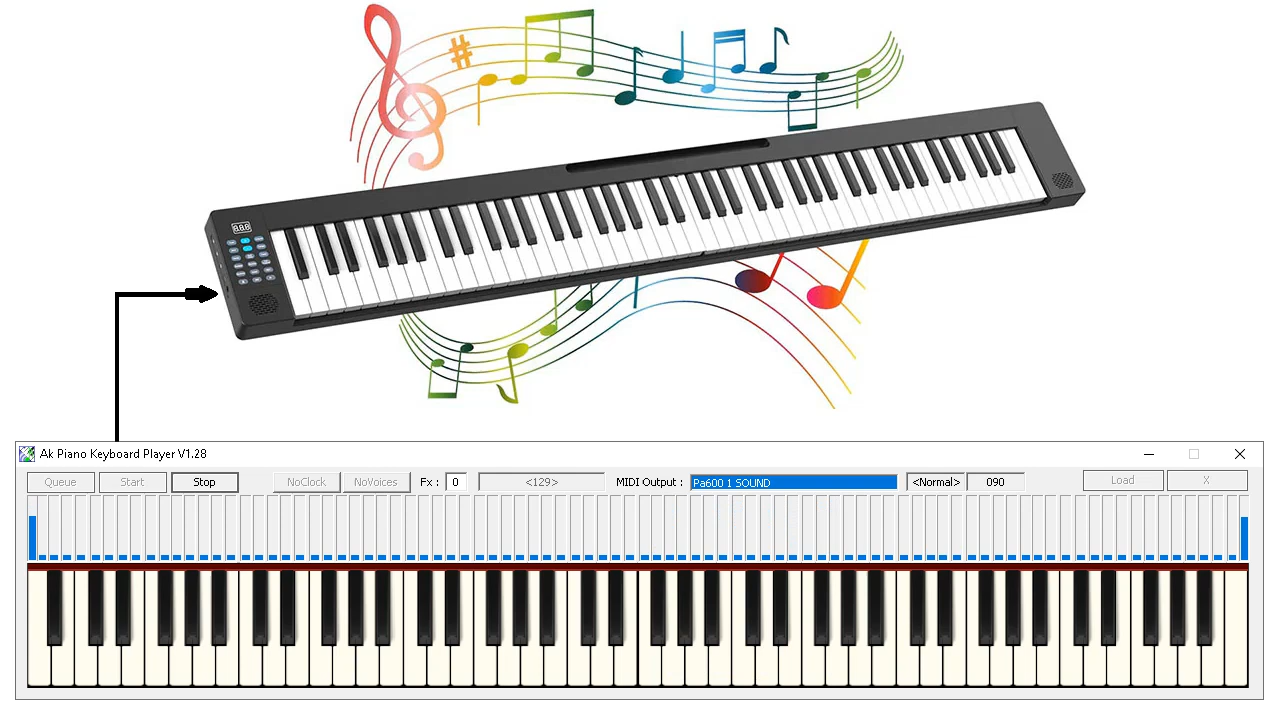 888
Ak Piano Keyboard Player V1.28
Queue Start Stop NoClock NoVoices Fx : 0 <129> MIDI Output : Pa600 1 SOUND <Normal> 090 Load X